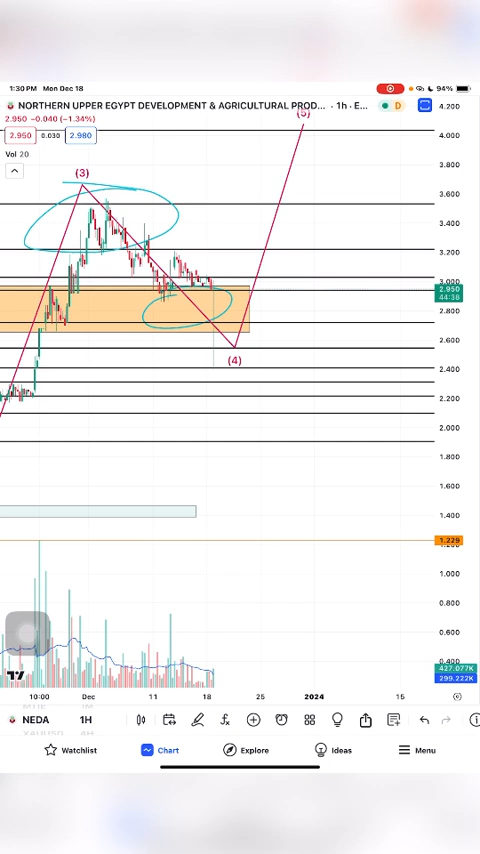 1:30 PM Mon Dec 18
94%
NORTHERN UPPER EGYPT DEVELOPMENT & AGRICULTURAL PROD... · 1h · E...
D
2.950 −0.040 (−1.34%)
2.950 0.030 2.980
Vol 20
(3)
(4)
(5)
4.200
4.000
3.800
3.600
3.400
3.200
3.000
2.950
44:38
2.800
2.600
2.400
2.200
2.000
1.800
1.600
1.400
1.229
1.000
0.800
0.600
0.400
427.077K
299.222K
10:00 Dec 11 18 25 2024 15
NEDA 1H
Watchlist Chart Explore Ideas Menu